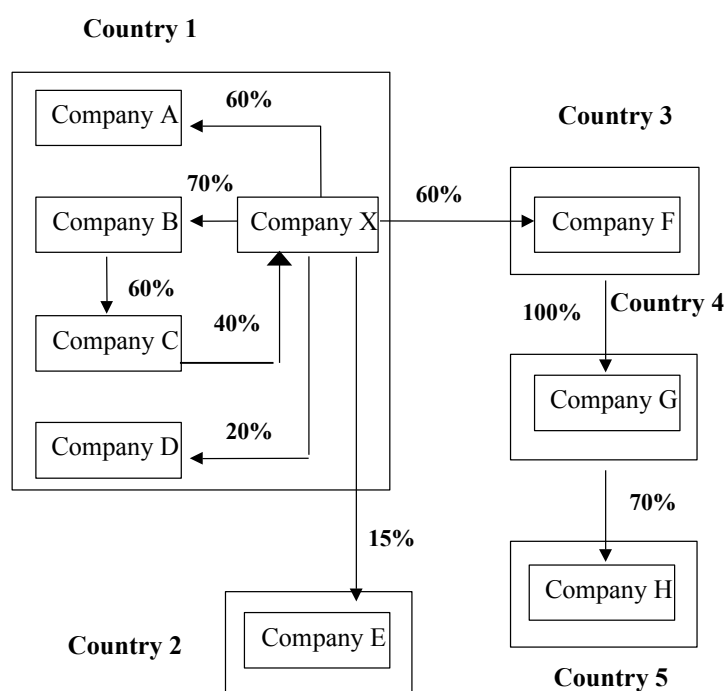 Country 1
60%
Company A
Country 3
70%
60%
Company B
Company X
Company F
60%
100%
Country 4
Company C
40%
Company G
Company D
20%
70%
15%
Company H
Country 2
Company E
Country 5